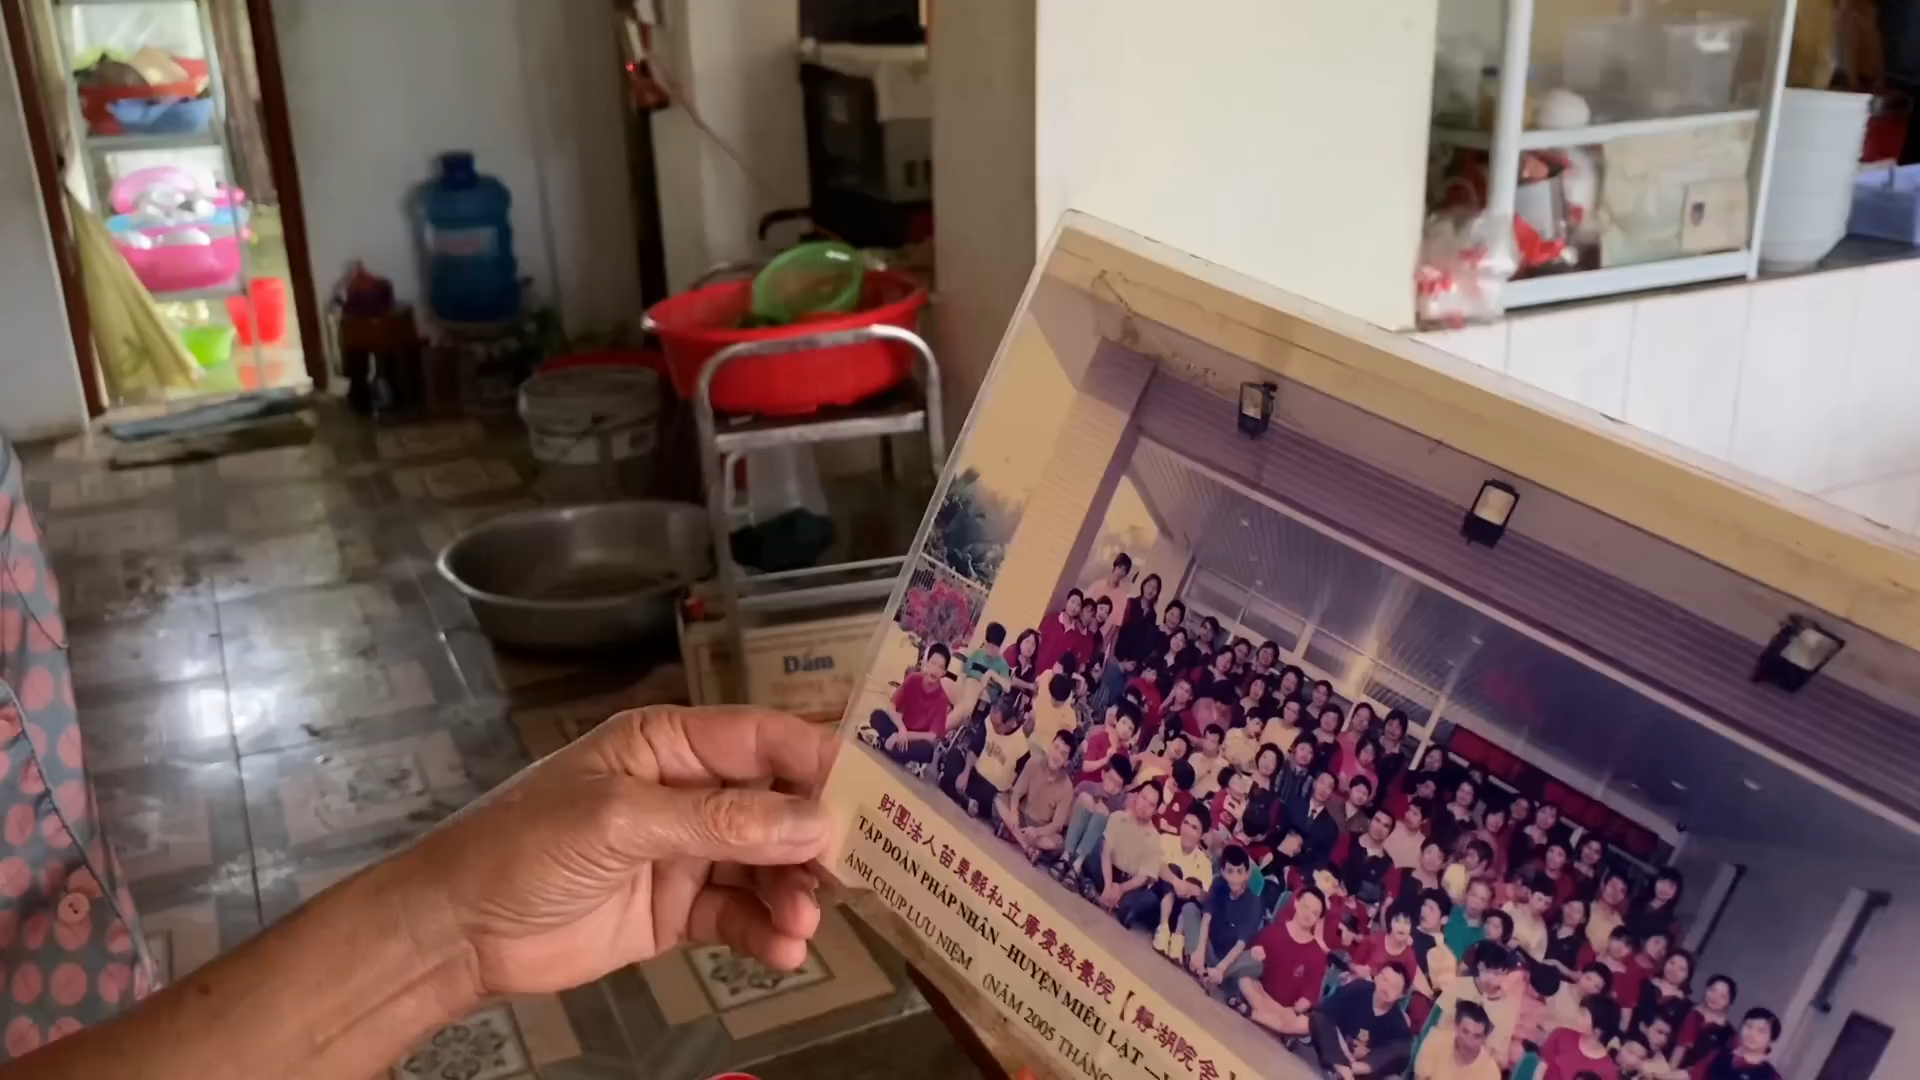 Dấm
財團法人苗栗縣私立廣愛教養院【靜湖院舍】
TẬP ĐOÀN PHÁP NHÂN –HUYỆN MIÊU LẬT –
ẢNH CHỤP LƯU NIỆM (NĂM 2005 THÁNG